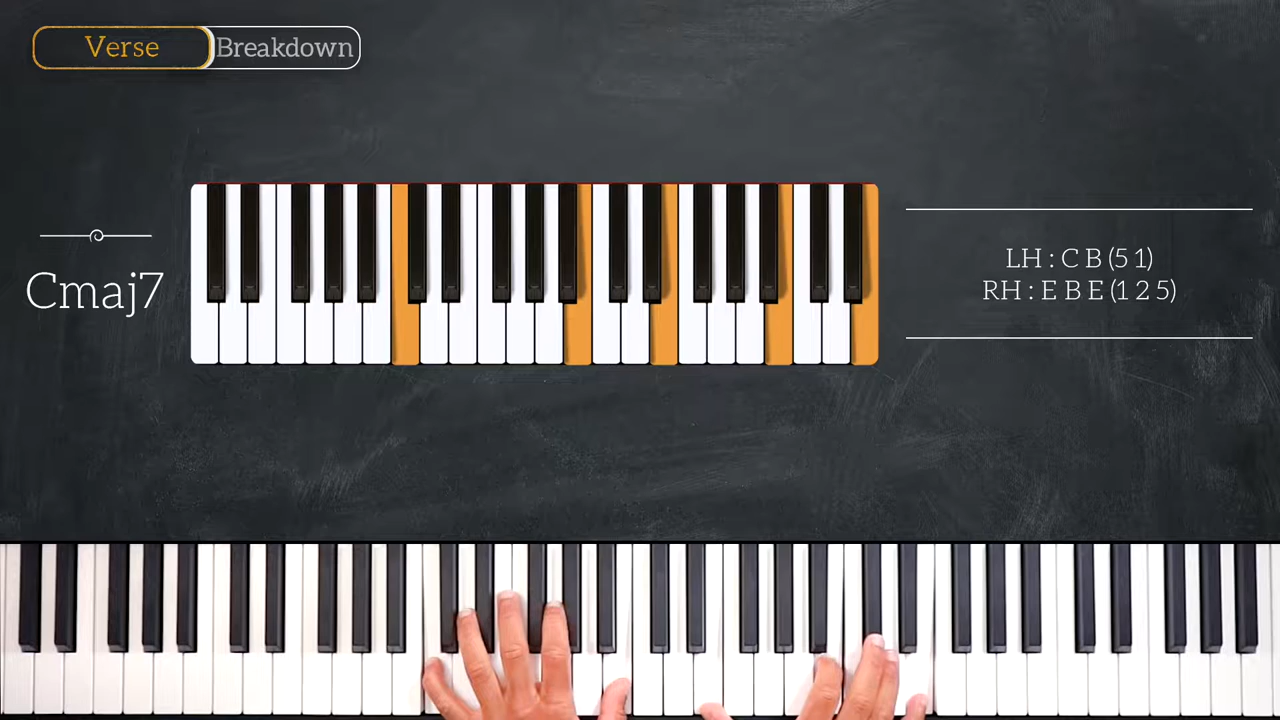 Verse
Breakdown
Cmaj7
LH : C B (5 1)
RH : E B E (1 2 5)